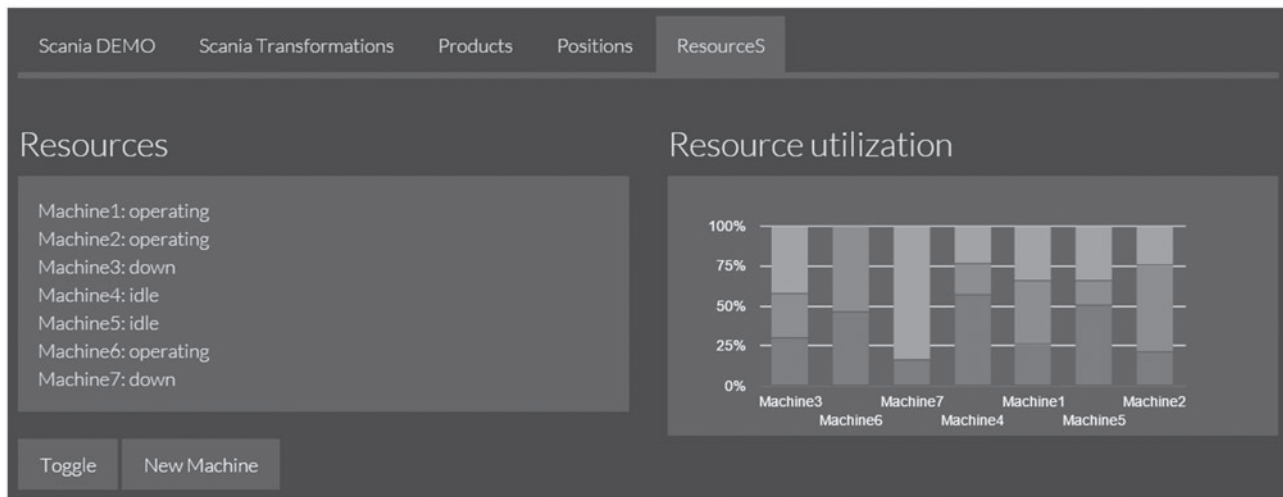 Scania DEMO Scania Transformations Products Positions ResourceS
Resources
Machine1: operating
Machine2: operating
Machine3: down
Machine4: idle
Machine5: idle
Machine6: operating
Machine7: down
Toggle New Machine
Resource utilization
100%
75%
50%
25%
0%
Machine3 Machine7 Machine1 Machine2
Machine6 Machine4 Machine5